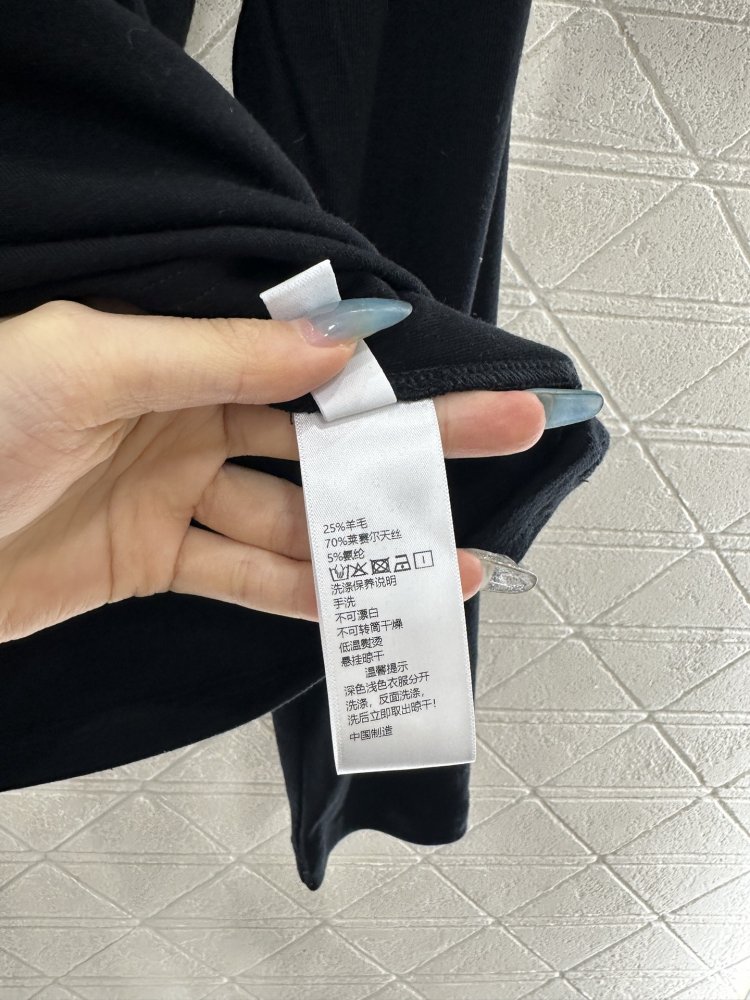 25%羊毛
70%莱赛尔天丝
5%氨纶
洗涤保养说明
手洗
不可漂白
不可转筒干燥
低温熨烫
悬挂晾干
温馨提示
深色浅色衣服分开
洗涤，反面洗涤，
洗后立即取出晾干！
中国制造